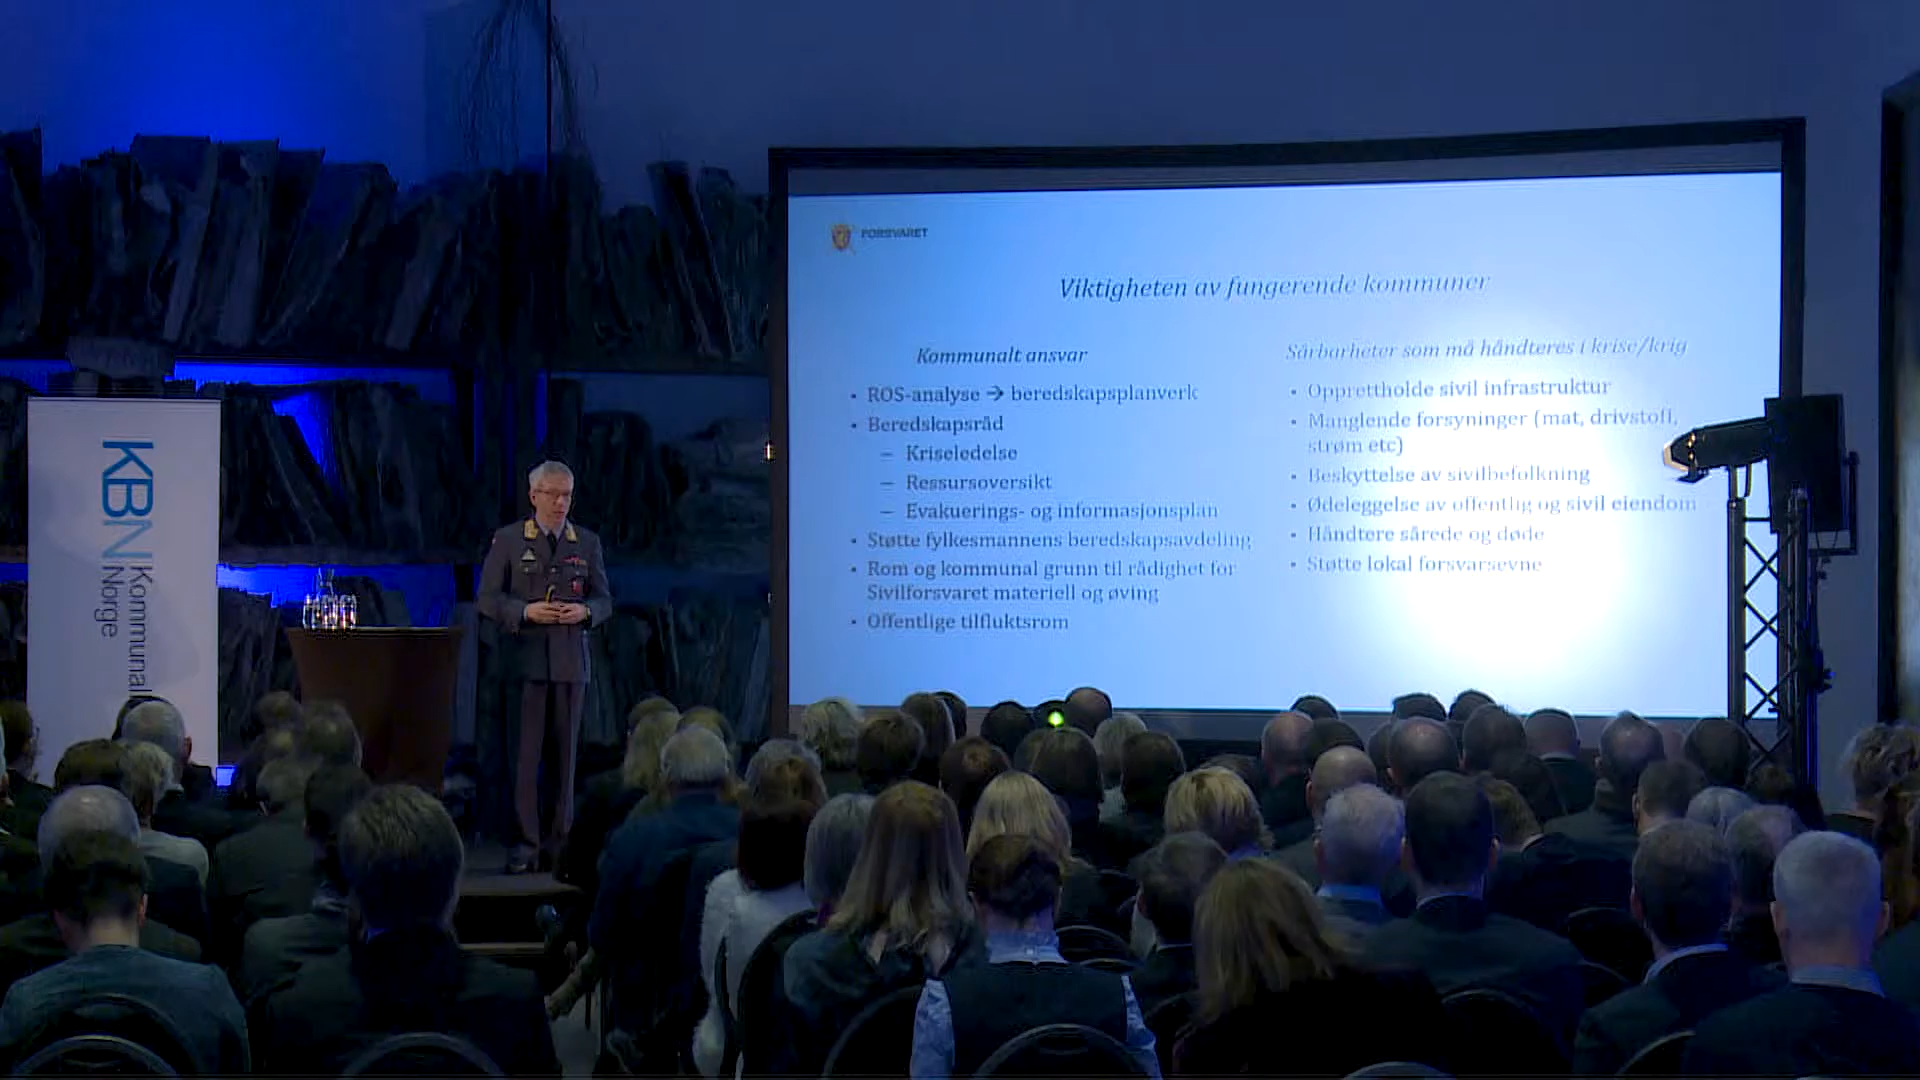 FORSVARET
Viktigheten av fungerende kommuner
Kommunalt ansvar
• ROS-analyse → beredskapsplanverk
• Beredskapsråd
– Kriseledelse
– Ressursoversikt
– Evakuerings- og informasjonsplan
• Støtte fylkesmannens beredskapsavdeling
• Rom og kommunal grunn til rådighet for
Sivilforsvaret materiell og øving
• Offentlige tilfluktsrom
Sårbarheter som må håndteres i krise/krig
• Opprettholde sivil infrastruktur
• Manglende forsyninger (mat, drivstoff,
strøm etc)
• Beskyttelse av sivilbefolkning
• Ødeleggelse av offentlig og sivil eiendom
• Håndtere sårede og døde
• Støtte lokal forsvarsevne
KBN Kommunal
Norge